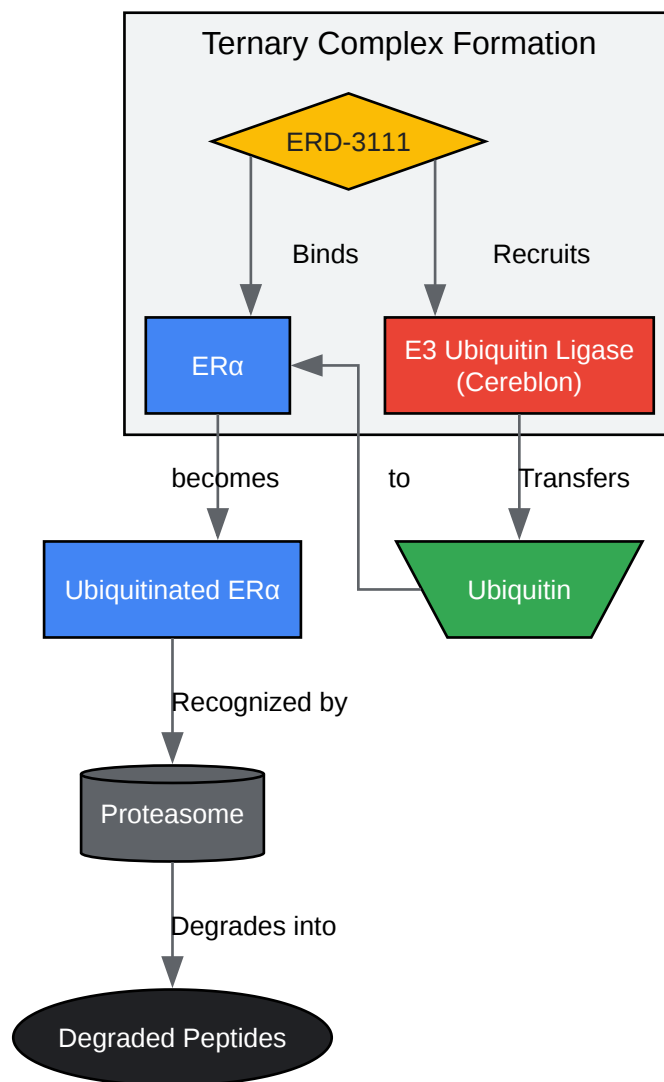 Ternary Complex Formation
ERD-3111
Binds
Recruits
ERα
E3 Ubiquitin Ligase
(Cereblon)
becomes
to
Transfers
Ubiquitinated ERα
Ubiquitin
Recognized by
Proteasome
Degrades into
Degraded Peptides